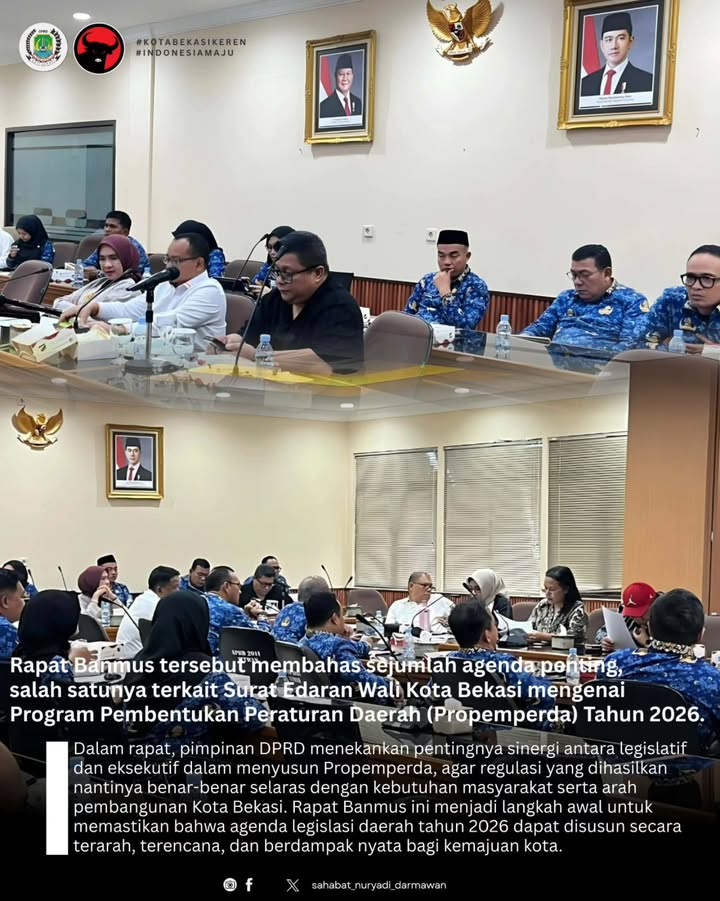 #KOTABEKASIKEREN
#INDONESIAMAJU
APBD 2011
Rapat Banmus tersebut membahas sejumlah agenda penting,
salah satunya terkait Surat Edaran Wali Kota Bekasi mengenai
Program Pembentukan Peraturan Daerah (Propemperda) Tahun 2026.
Dalam rapat, pimpinan DPRD menekankan pentingnya sinergi antara legislatif
dan eksekutif dalam menyusun Propemperda, agar regulasi yang dihasilkan
nantinya benar-benar selaras dengan kebutuhan masyarakat serta arah
pembangunan Kota Bekasi. Rapat Banmus ini menjadi langkah awal untuk
memastikan bahwa agenda legislasi daerah tahun 2026 dapat disusun secara
terarah, terencana, dan berdampak nyata bagi kemajuan kota.
sahabat_nuryadi_darmawan